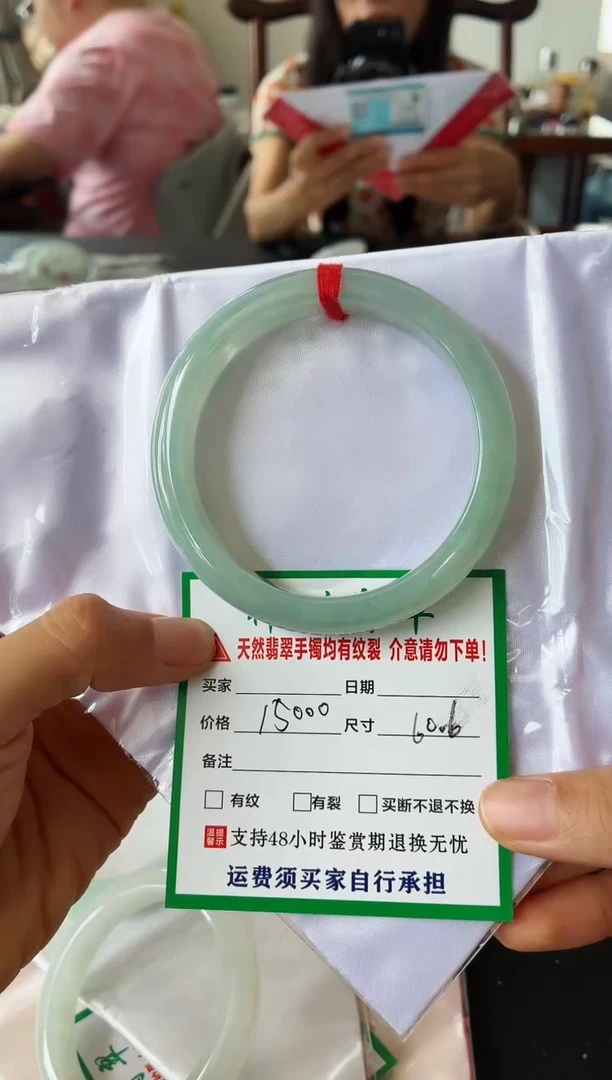 天然翡翠手镯均有纹裂 介意请勿下单!
买家 日期
价格 15000 尺寸 60.6
备注
有纹 有裂 买断不退不换
温馨提示 支持48小时鉴赏期退换无忧
运费须买家自行承担